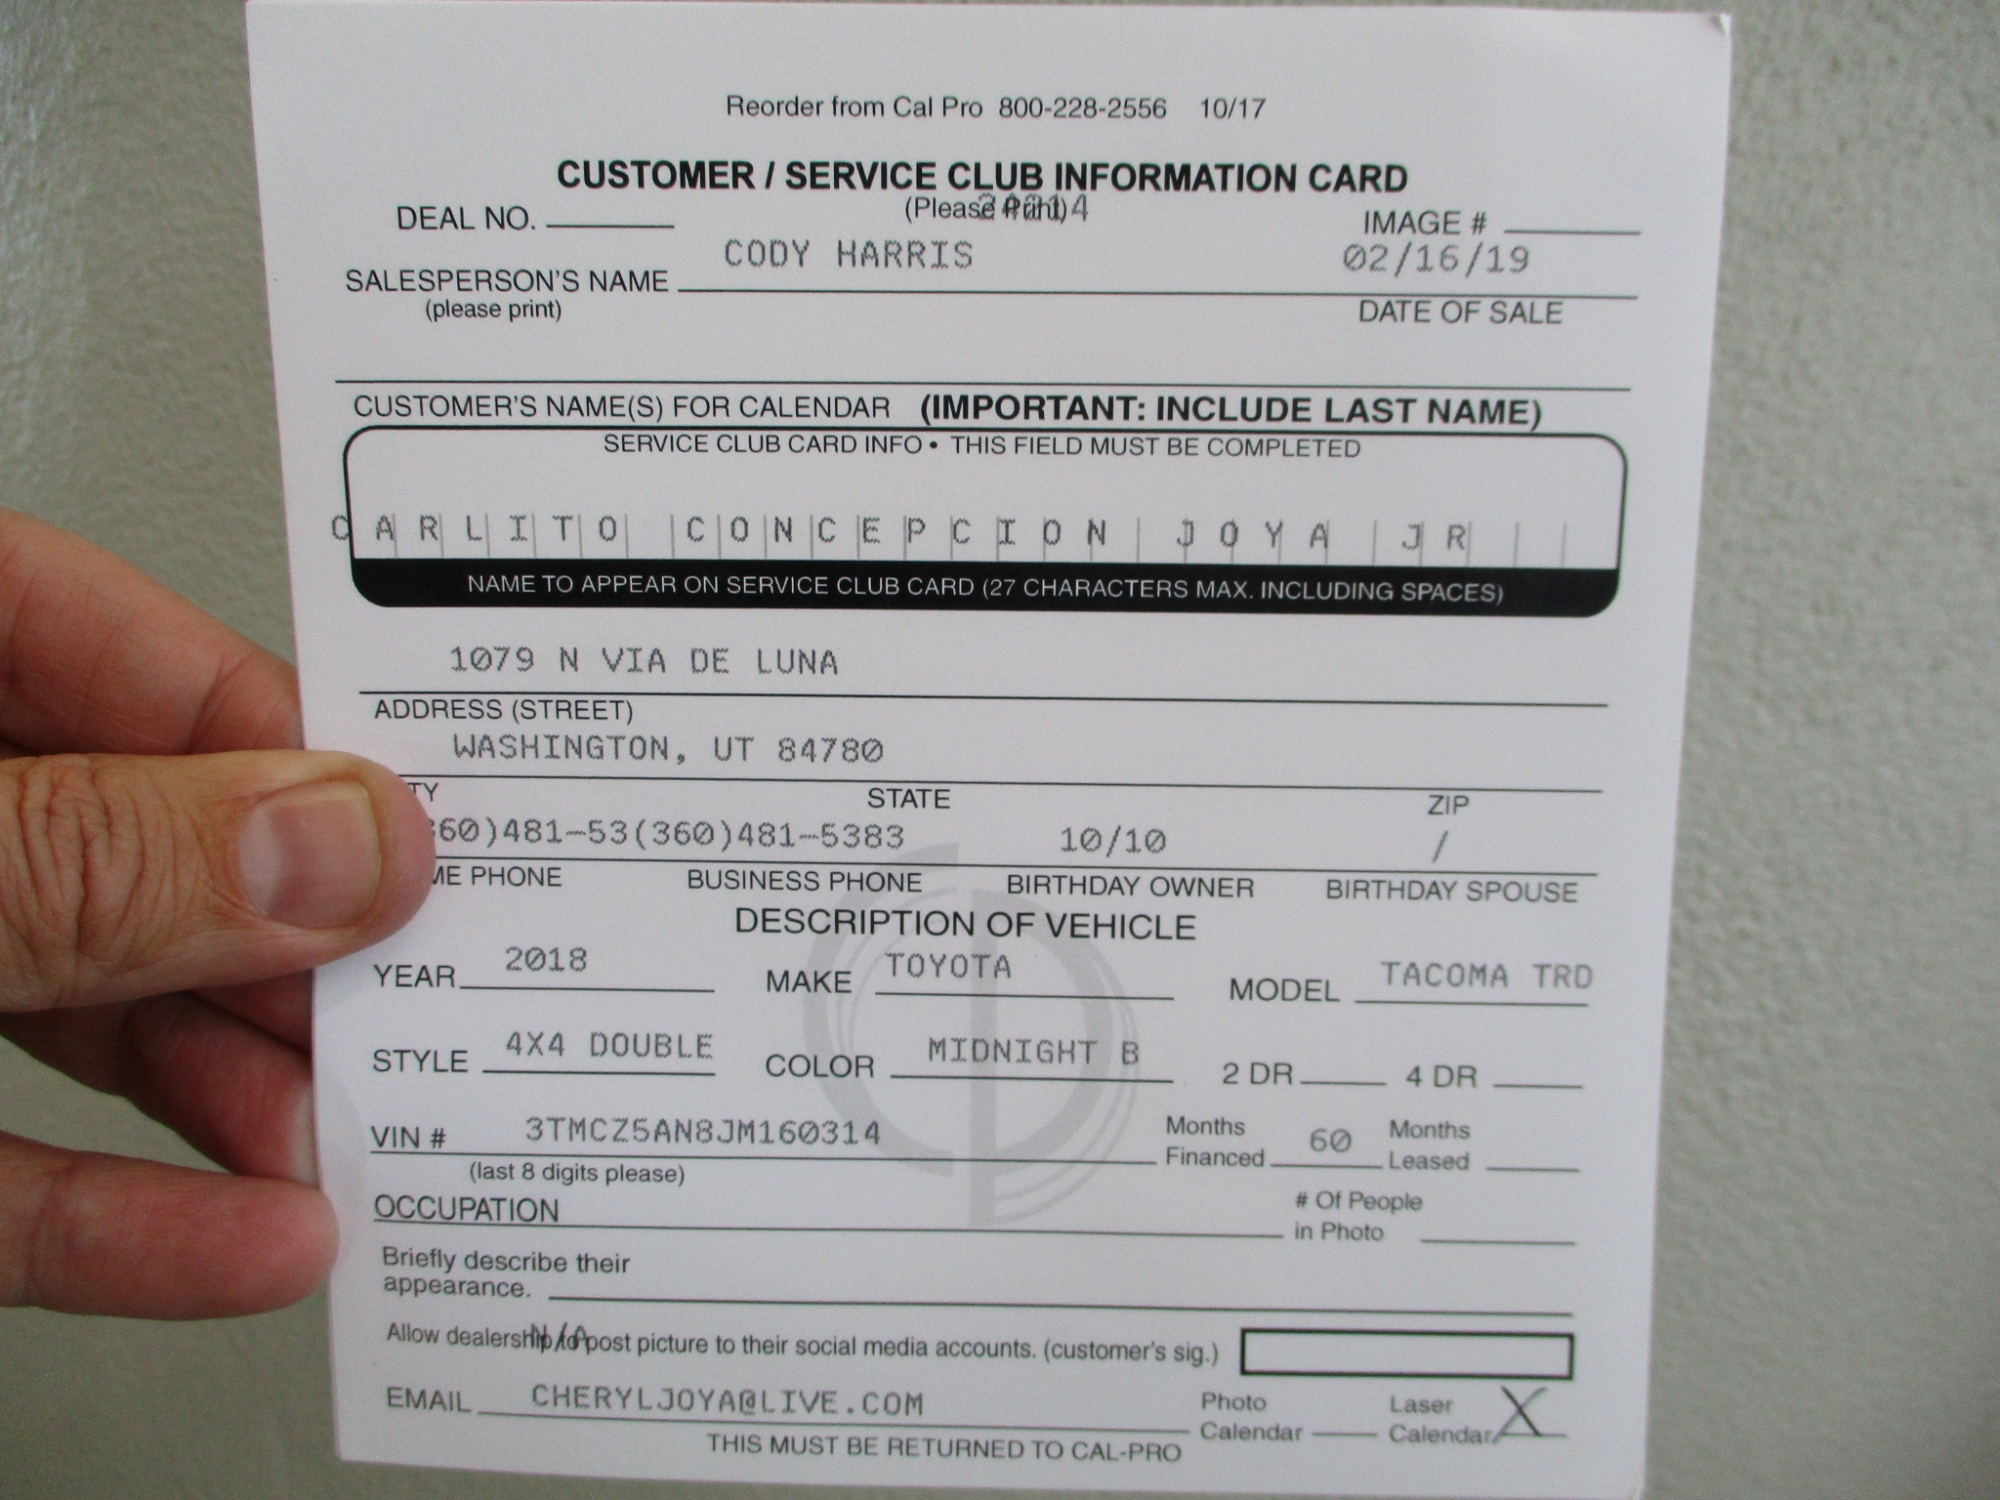 Reorder from Cal Pro 800-228-2556 10/17
CUSTOMER / SERVICE CLUB INFORMATION CARD
(Please Print)
DEAL NO. IMAGE #
CODY HARRIS 02/16/19
SALESPERSON'S NAME
(please print) DATE OF SALE
CUSTOMER'S NAME(S) FOR CALENDAR (IMPORTANT: INCLUDE LAST NAME)
SERVICE CLUB CARD INFO • THIS FIELD MUST BE COMPLETED
CARLITO CONCEPCION JOYA JR
NAME TO APPEAR ON SERVICE CLUB CARD (27 CHARACTERS MAX. INCLUDING SPACES)
1079 N VIA DE LUNA
ADDRESS (STREET)
WASHINGTON, UT 84780
TY STATE ZIP
360)481-53(360)481-5383 10/10 /
ME PHONE BUSINESS PHONE BIRTHDAY OWNER BIRTHDAY SPOUSE
DESCRIPTION OF VEHICLE
YEAR 2018 MAKE TOYOTA MODEL TACOMA TRD
STYLE 4X4 DOUBLE COLOR MIDNIGHT B 2 DR 4 DR
VIN # 3TMCZ5AN8JM160314 Months Financed 60 Months Leased
(last 8 digits please)
OCCUPATION # Of People in Photo
Briefly describe their
appearance.
Allow dealership to post picture to their social media accounts. (customer's sig.)
N/A
EMAIL CHERYLJOYA@LIVE.COM Photo Calendar Laser Calendar X
THIS MUST BE RETURNED TO CAL-PRO